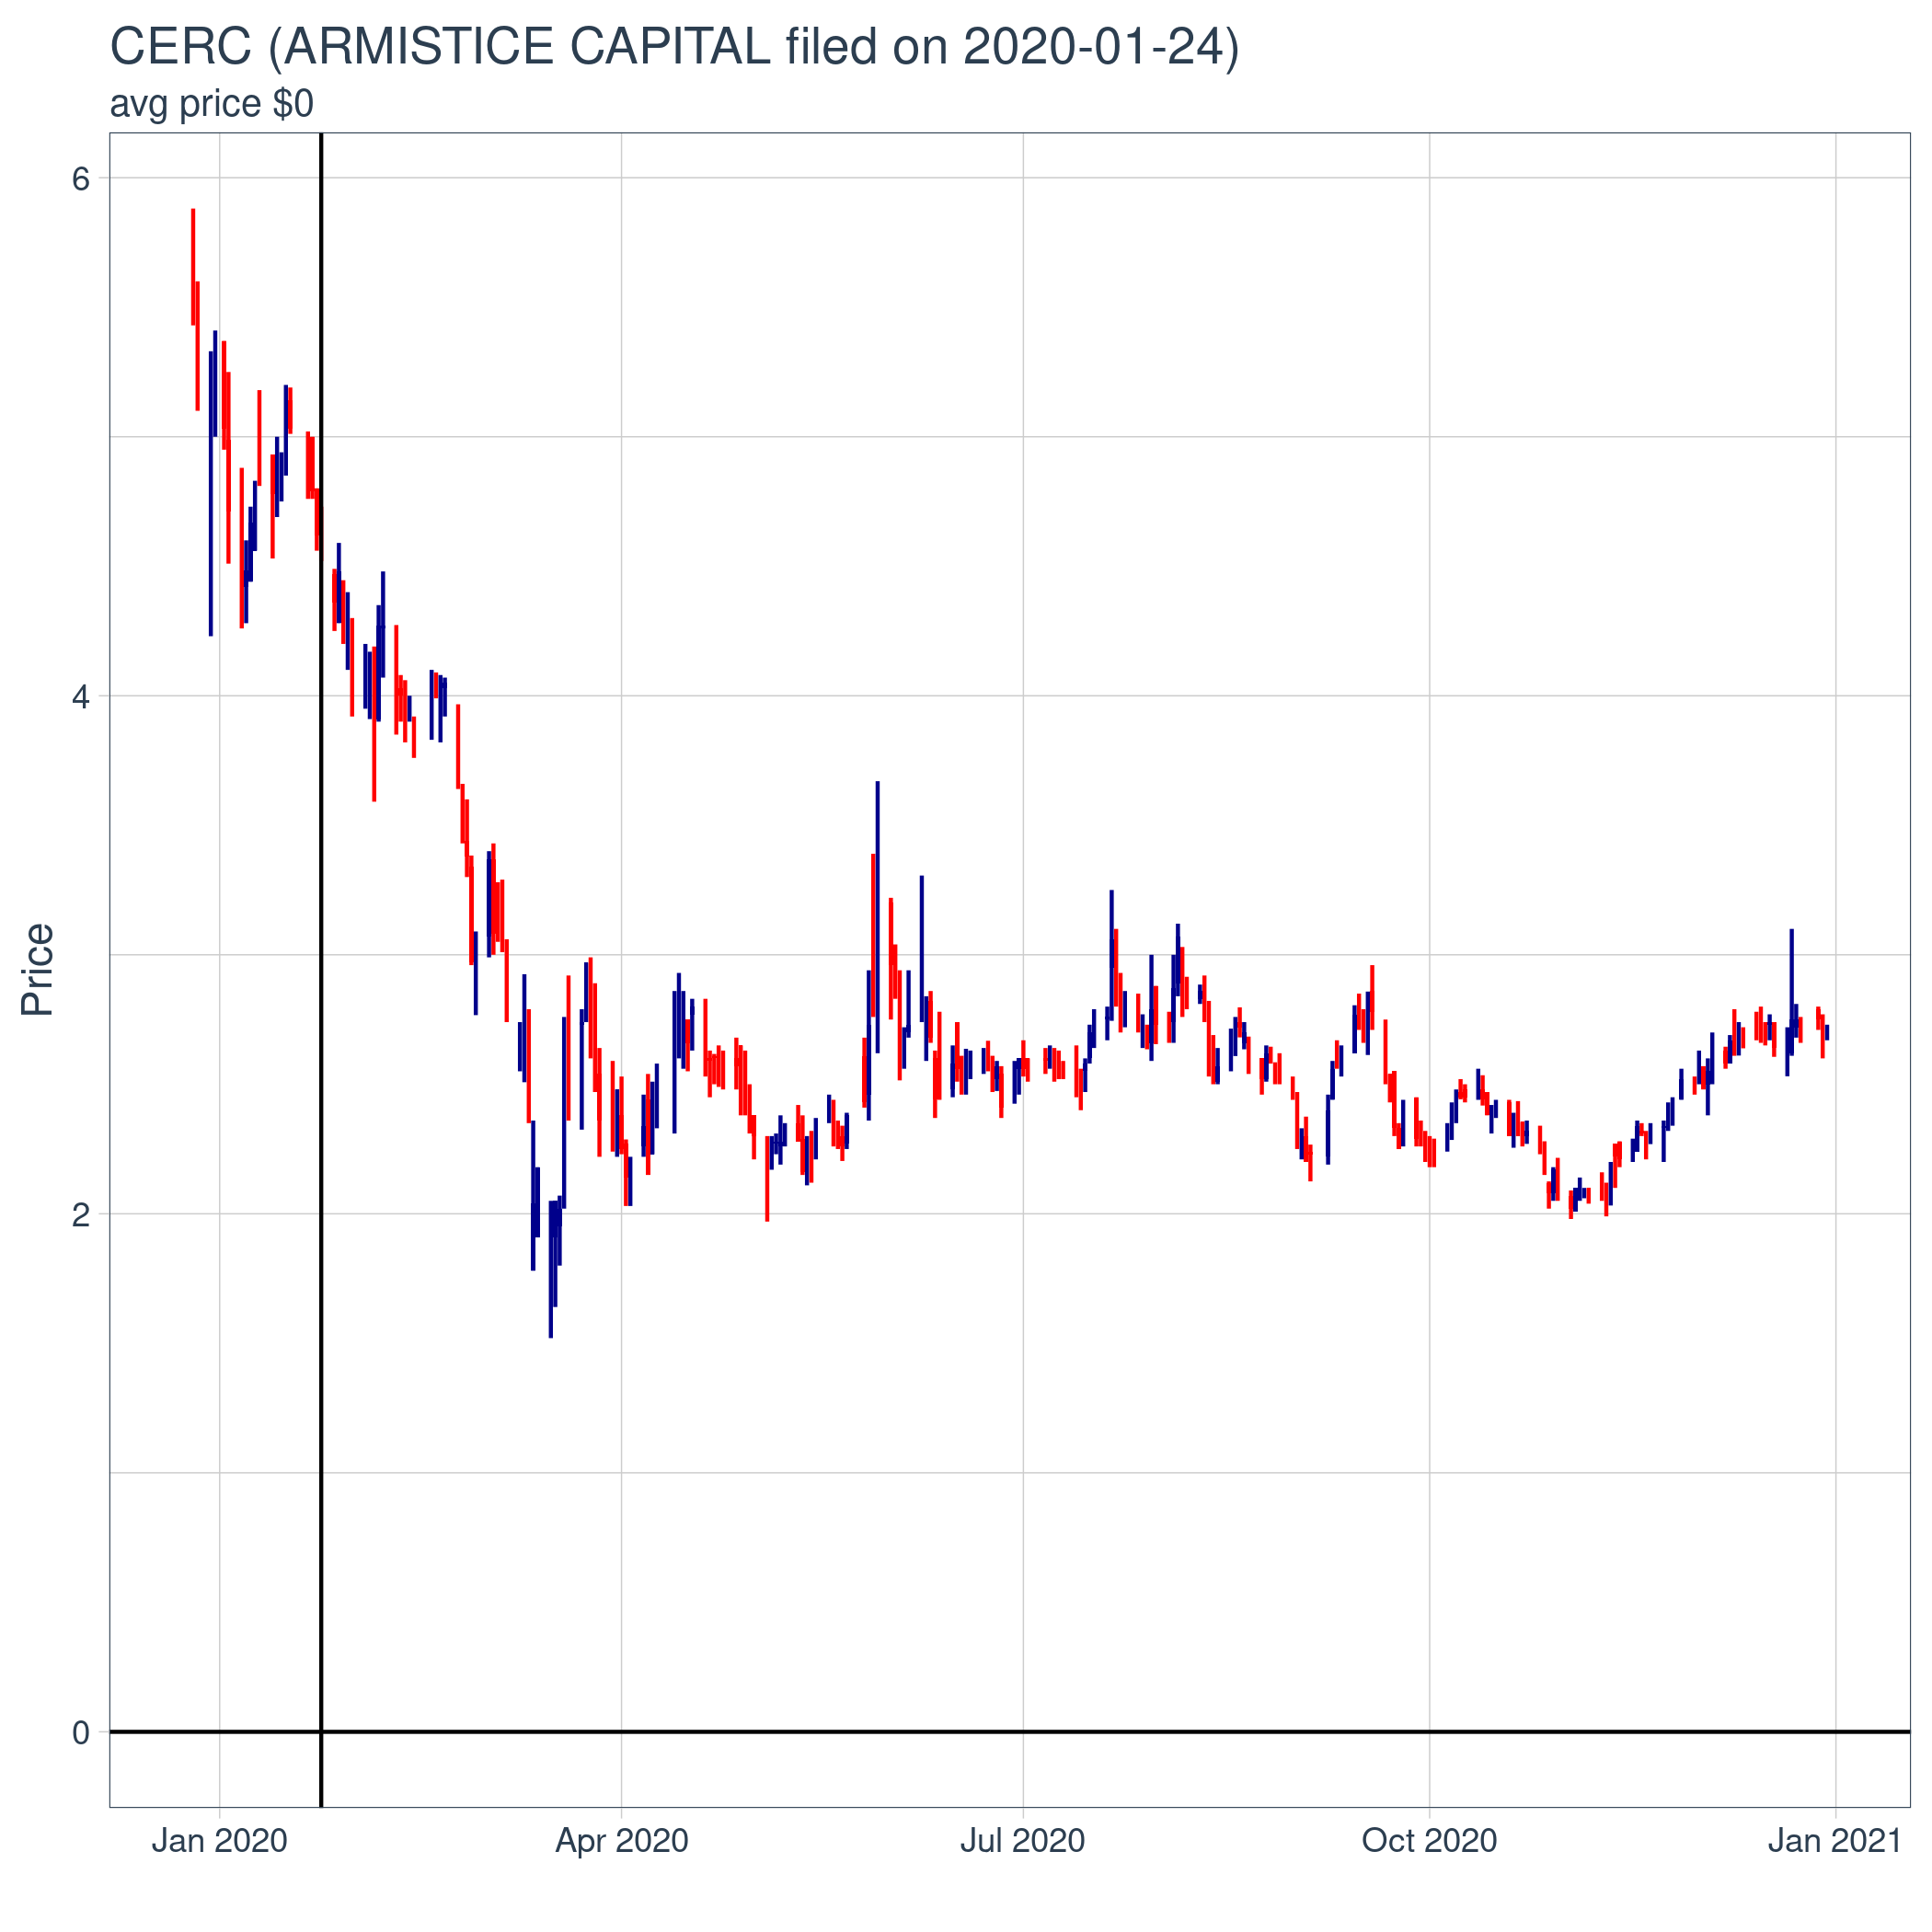 CERC (ARMISTICE CAPITAL filed on 2020-01-24)
avg price $0
6
4
2
0
Price
Jan 2020
Apr 2020
Jul 2020
Oct 2020
Jan 2021